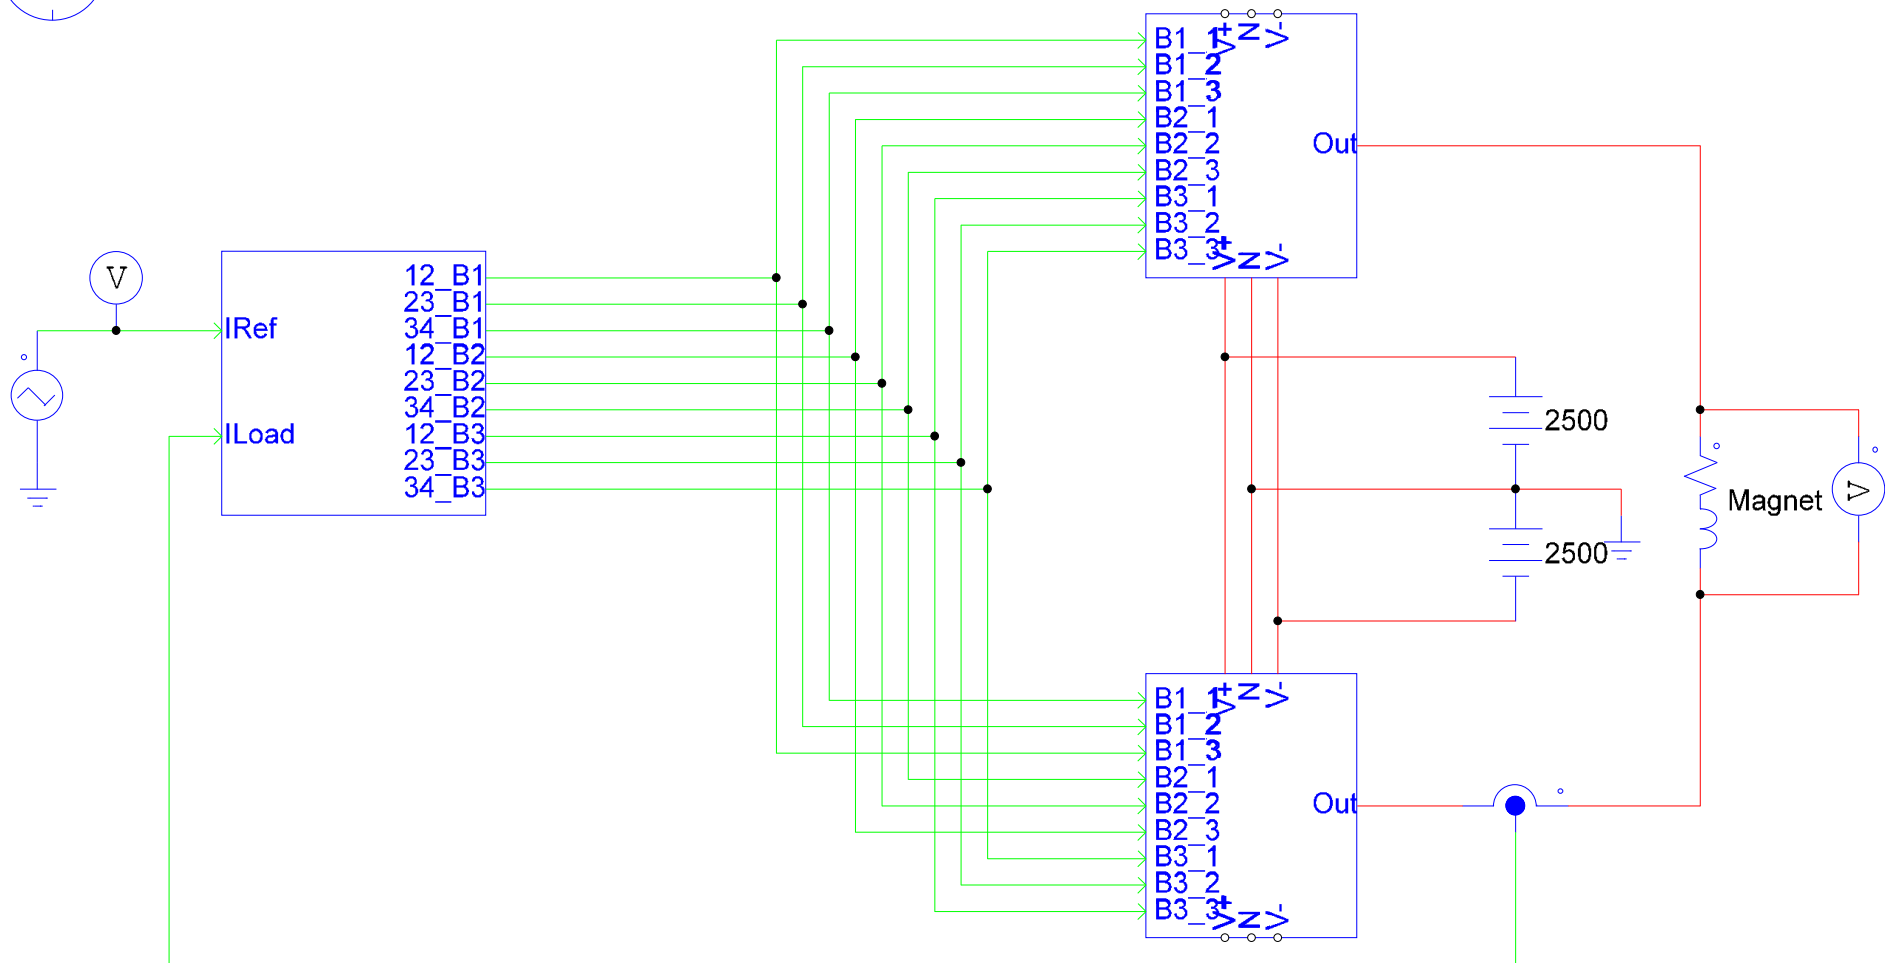 V+ N V-
B1_1
B1_2
B1_3
B2_1
B2_2
B2_3
B3_1
B3_2
B3_3
V+ N V-
Out
V
IRef
ILoad
12_B1
23_B1
34_B1
12_B2
23_B2
34_B2
12_B3
23_B3
34_B3
2500
2500
Magnet
V
V+ N V-
B1_1
B1_2
B1_3
B2_1
B2_2
B2_3
B3_1
B3_2
B3_3
V+ N V-
Out